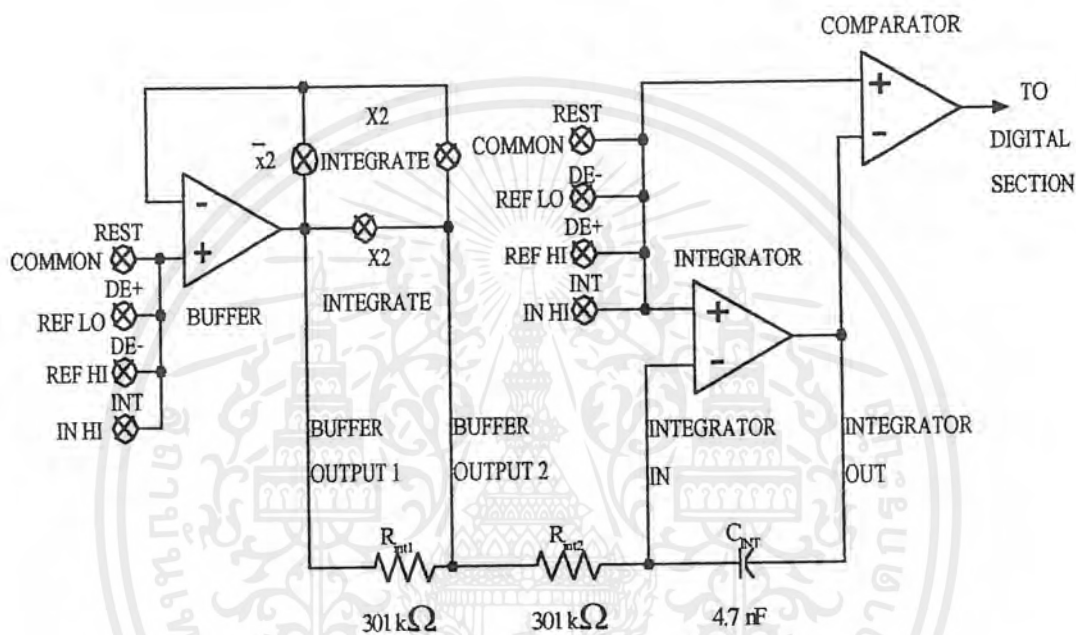 COMPARATOR
TO
DIGITAL
SECTION
+
-
X2
INTEGRATE
x̅2
X2
INTEGRATE
-
+
BUFFER
REST
COMMON
DE+
REF LO
DE-
REF HI
INT
IN HI
REST
COMMON
DE-
REF LO
DE+
REF HI
INT
IN HI
INTEGRATOR
+
-
BUFFER
OUTPUT 1
BUFFER
OUTPUT 2
INTEGRATOR
IN
INTEGRATOR
OUT
Rint1
301 kΩ
Rint2
301 kΩ
CINT
4.7 nF